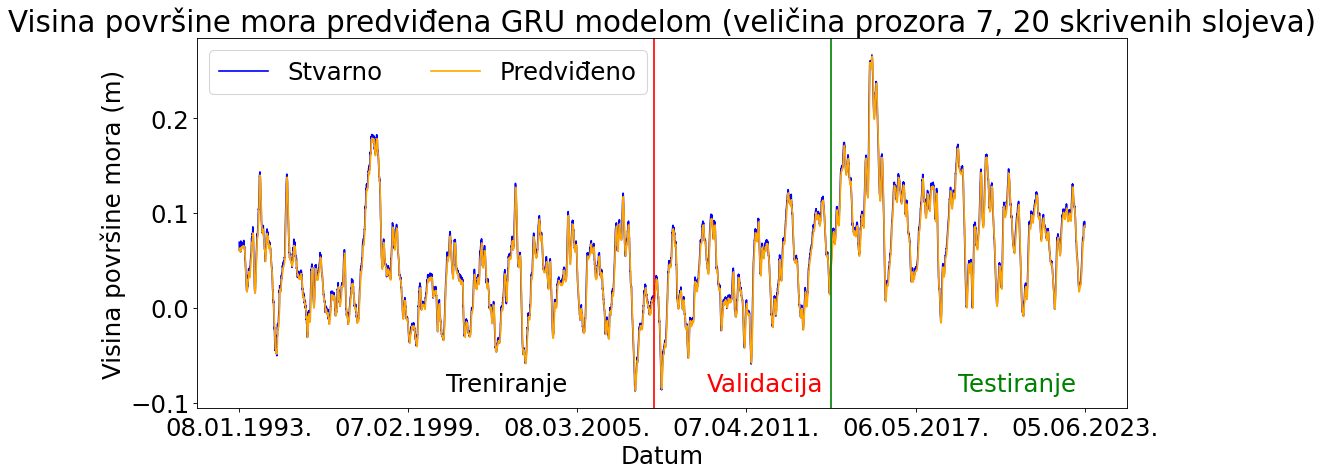 Visina površine mora predviđena GRU modelom (veličina prozora 7, 20 skrivenih slojeva)
Stvarno
Predviđeno
Visina površine mora (m)
0.2
0.1
0.0
−0.1
Treniranje
Validacija
Testiranje
08.01.1993.
07.02.1999.
08.03.2005.
07.04.2011.
06.05.2017.
05.06.2023.
Datum